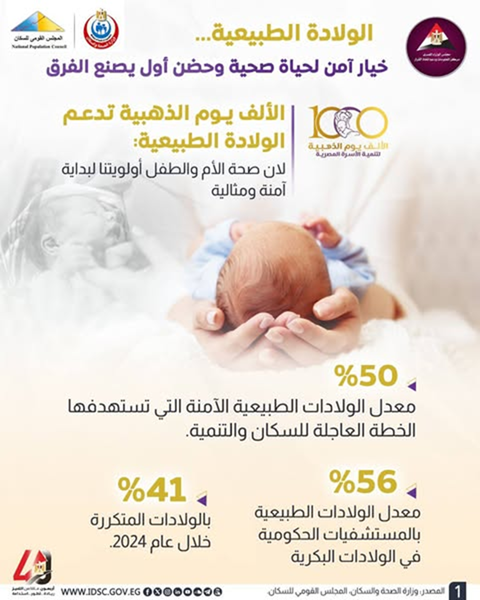 المجلس القومي للسكان
National Population Council
الولادة الطبيعية...
خيار آمن لحياة صحية وحضن أول يصنع الفرق
1000
الألف يوم الذهبية
لتنمية الأسرة المصرية
الألف يوم الذهبية تدعم
الولادة الطبيعية:
لان صحة الأم والطفل أولويتنا لبداية
آمنة ومثالية
%50
معدل الولادات الطبيعية الآمنة التي تستهدفها
الخطة العاجلة للسكان والتنمية.
%56
معدل الولادات الطبيعية
بالمستشفيات الحكومية
في الولادات البكرية
%41
بالولادات المتكررة
خلال عام 2024.
1
المصدر: وزارة الصحة والسكان، المجلس القومي للسكان.
WWW.IDSC.GOV.EG
40